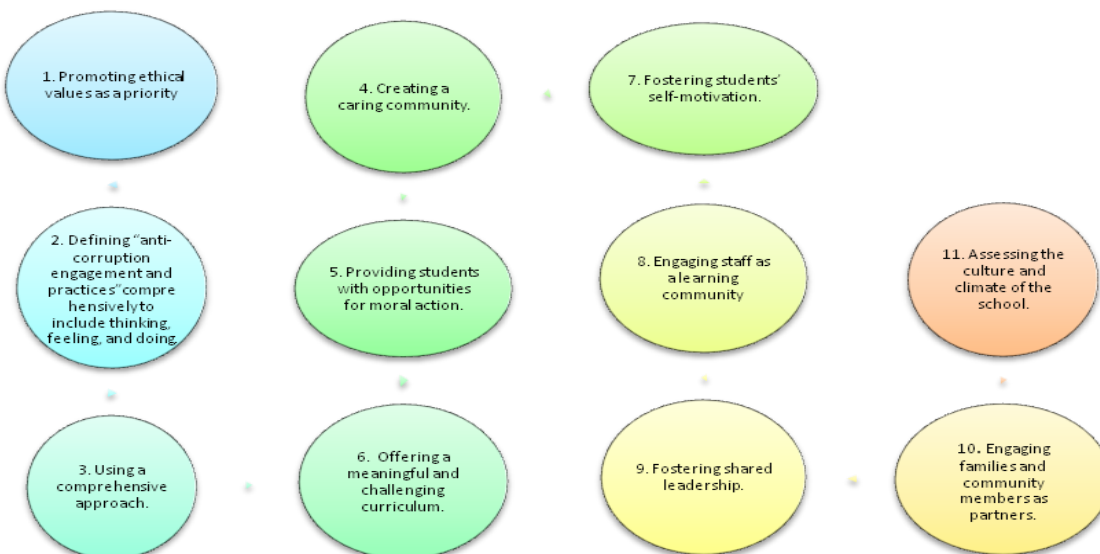 1. Promoting ethical
values as a priority
2. Defining "anti-
corruption
engagement and
practices" compre
hensively to
include thinking,
feeling, and doing.
3. Using a
comprehensive
approach.
4. Creating a
caring community.
5. Providing students
with opportunities
for moral action.
6. Offering a
meaningful and
challenging
curriculum.
7. Fostering students'
self-motivation.
8. Engaging staff as
a learning
community
9. Fostering shared
leadership.
10. Engaging
families and
community
members as
partners.
11. Assessing the
culture and
climate of the
school.